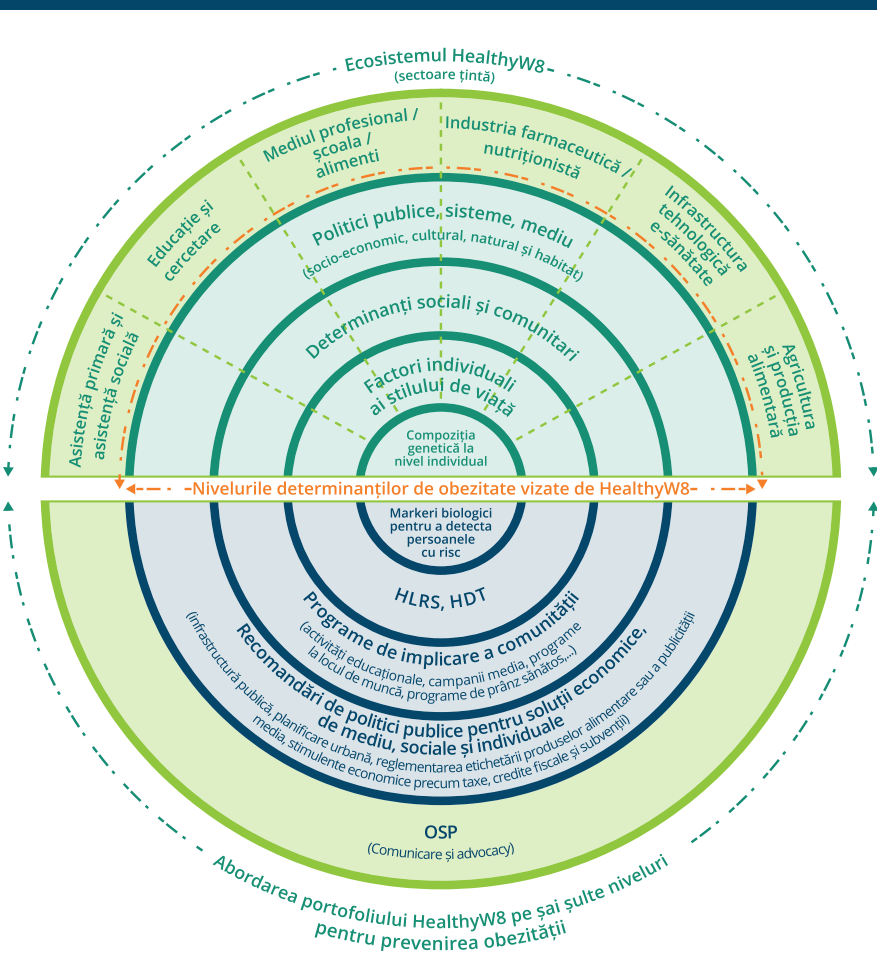 Ecosistemul HealthyW8
(sectoare țintă)
Asistență primară și
asistență socială
Educație și
cercetare
Mediul profesional /
școala /
alimenti
Industria farmaceutică /
nutriționistă
Infrastructura
tehnologică
e-sănătate
Agricultura
și producția
alimentară
Politici publice, sisteme, mediu
(socio-economic, cultural, natural și habitat)
Determinanți sociali și comunitari
Factori individuali
ai stilului de viață
Compoziția
genetică la
nivel individual
Nivelurile determinanților de obezitate vizate de HealthyW8
Markeri biologici
pentru a detecta
persoanele
cu risc
HLRS, HDT
Programe de implicare a comunității
(activități educaționale, campanii media, programe
la locul de muncă, programe de prânz sănătos,...)
Recomandări de politici publice pentru soluții economice,
de mediu, sociale și individuale
(infrastructură publică, planificare urbană, reglementarea etichetării produselor alimentare sau a publicității
media, stimulente economice precum taxe, credite fiscale și subvenții)
OSP
(Comunicare și advocacy)
Abordarea portofoliului HealthyW8 pe șai șulte niveluri
pentru prevenirea obezității